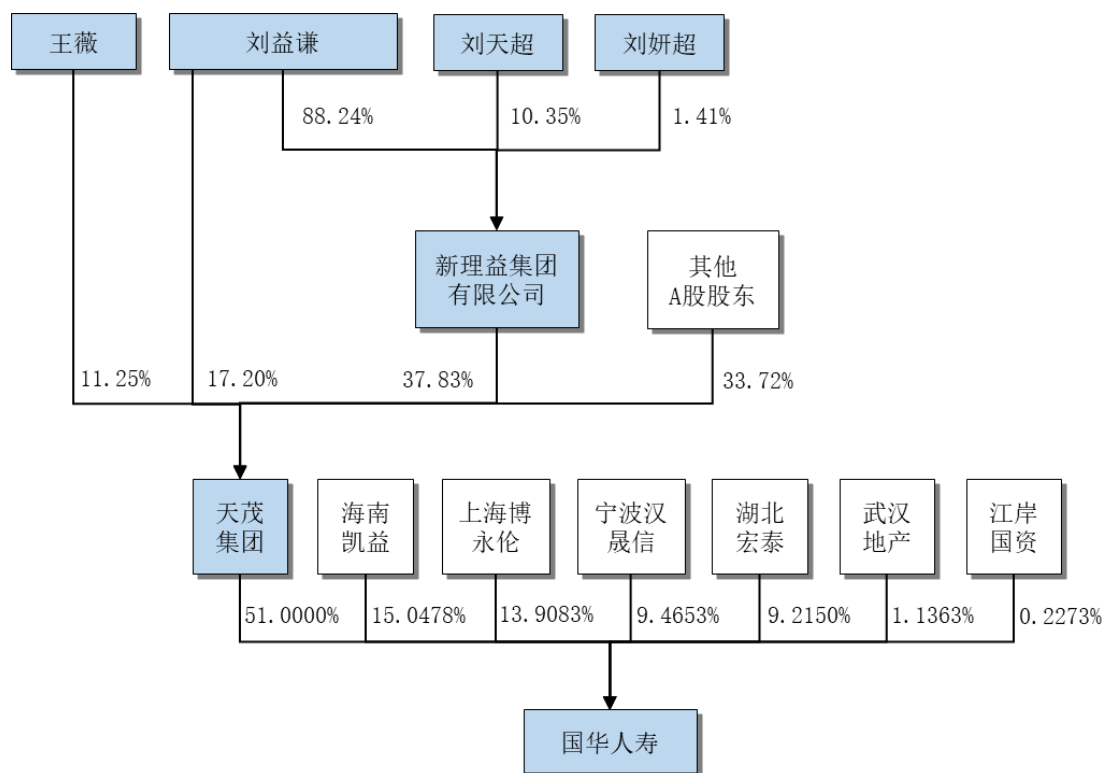 王薇
刘益谦
刘天超
刘妍超
88.24%
10.35%
1.41%
新理益集团
有限公司
其他
A股股东
11.25%
17.20%
37.83%
33.72%
天茂
集团
海南
凯益
上海博
永伦
宁波汉
晟信
湖北
宏泰
武汉
地产
江岸
国资
51.0000%
15.0478%
13.9083%
9.4653%
9.2150%
1.1363%
0.2273%
国华人寿